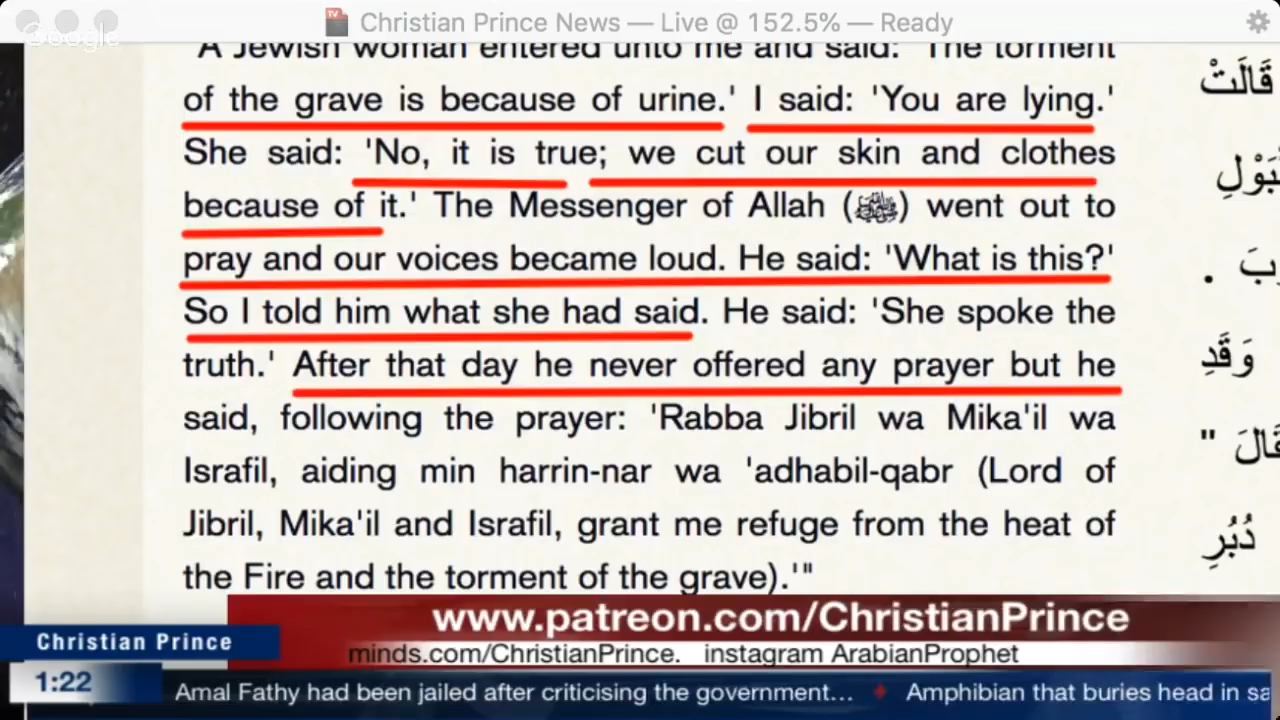 Christian Prince News — Live @ 152.5% — Ready
Google
'A Jewish woman entered unto me and said: 'The torment
of the grave is because of urine.' I said: 'You are lying.'
She said: 'No, it is true; we cut our skin and clothes
because of it.' The Messenger of Allah (ﷺ) went out to
pray and our voices became loud. He said: 'What is this?'
So I told him what she had said. He said: 'She spoke the
truth.' After that day he never offered any prayer but he
said, following the prayer: 'Rabba Jibril wa Mika'il wa
Israfil, aiding min harrin-nar wa 'adhabil-qabr (Lord of
Jibril, Mika'il and Israfil, grant me refuge from the heat of
the Fire and the torment of the grave).'"
قَالَتْ
وَقَدِ
دُبُرِ
www.patreon.com/ChristianPrince
Christian Prince
minds.com/ChristianPrince. instagram ArabianProphet
1:22
Amal Fathy had been jailed after criticising the government... Amphibian that buries head in sa